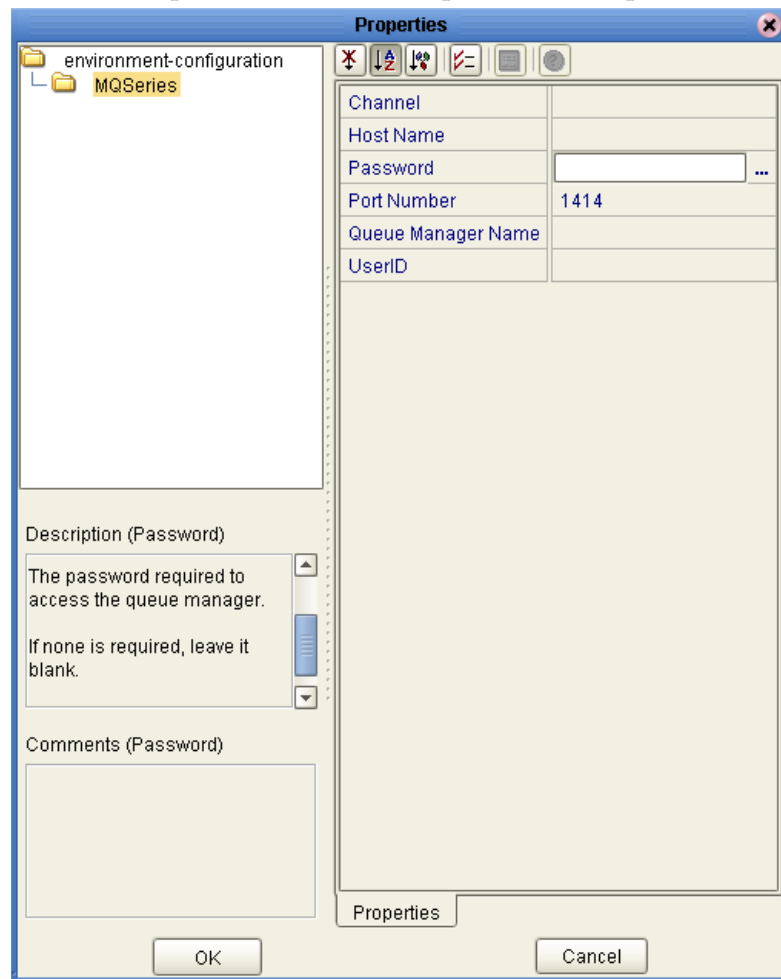 Properties
environment-configuration
MQSeries
Channel
Host Name
Password
...
Port Number 1414
Queue Manager Name
UserID
Description (Password)
The password required to
access the queue manager.
If none is required, leave it
blank.
Comments (Password)
Properties
OK
Cancel